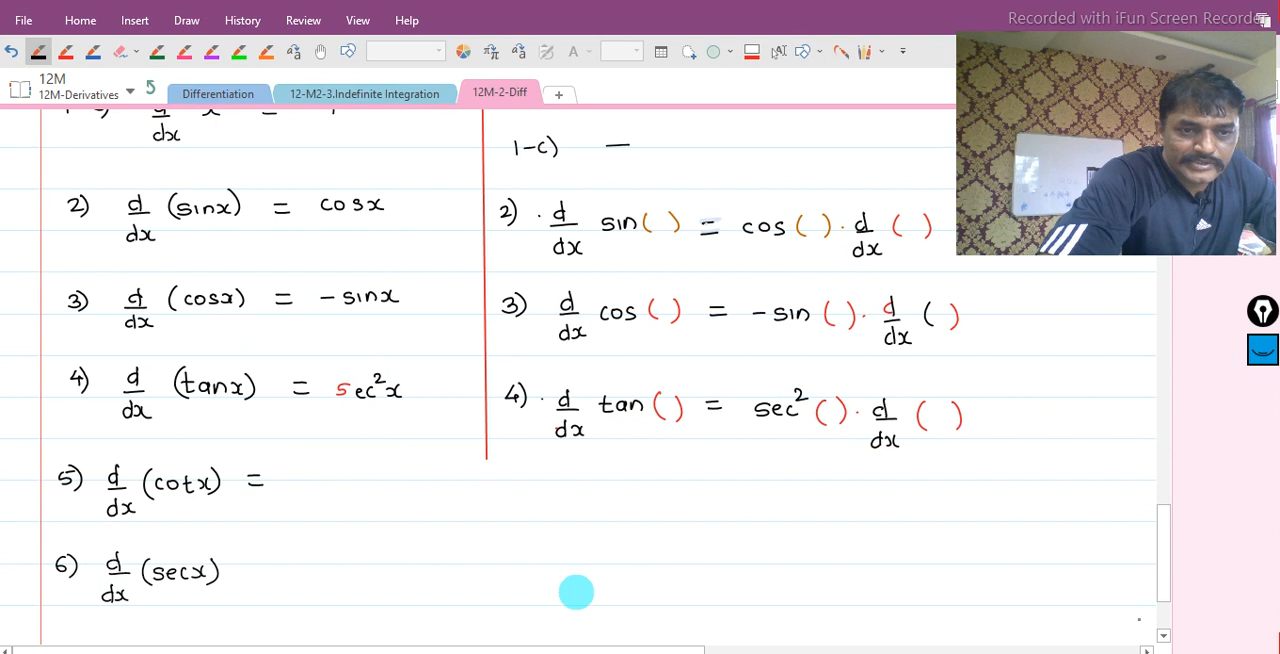 Recorded with iFun Screen Recorde
File Home Insert Draw History Review View Help
12M
12M-Derivatives
Differentiation 12-M2-3.Indefinite Integration 12M-2-Diff +
dx
1-c) —
2) d/dx (sinx) = cosx
2) · d/dx sin( ) = cos( ) · d/dx ( )
3) d/dx (cosx) = -sinx
3) d/dx cos( ) = -sin( ) · d/dx ( )
4) d/dx (tanx) = sec²x
4) · d/dx tan( ) = sec²( ) · d/dx ( )
5) d/dx (cotx) =
6) d/dx (secx)